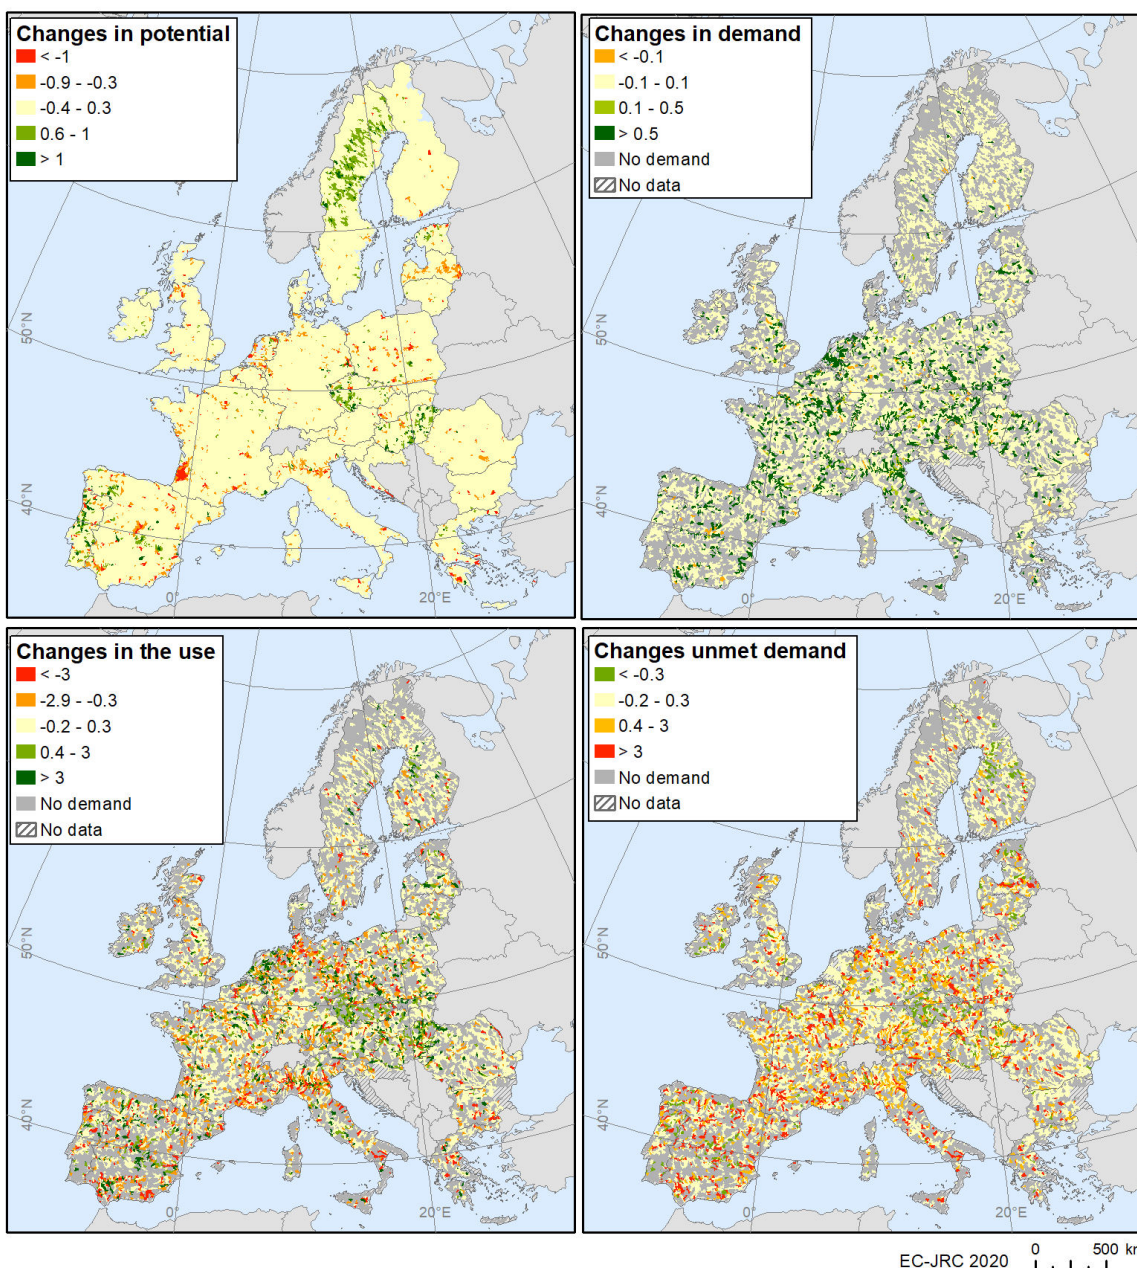 Changes in potential
< -1
-0.9 - -0.3
-0.4 - 0.3
0.6 - 1
> 1
50°N
40°N
0°
20°E
Changes in demand
< -0.1
-0.1 - 0.1
0.1 - 0.5
> 0.5
No demand
No data
50°N
40°N
0°
20°E
Changes in the use
< -3
-2.9 - -0.3
-0.2 - 0.3
0.4 - 3
> 3
No demand
No data
50°N
40°N
0°
20°E
Changes unmet demand
< -0.3
-0.2 - 0.3
0.4 - 3
> 3
No demand
No data
50°N
40°N
0°
20°E
EC-JRC 2020
0 500 km